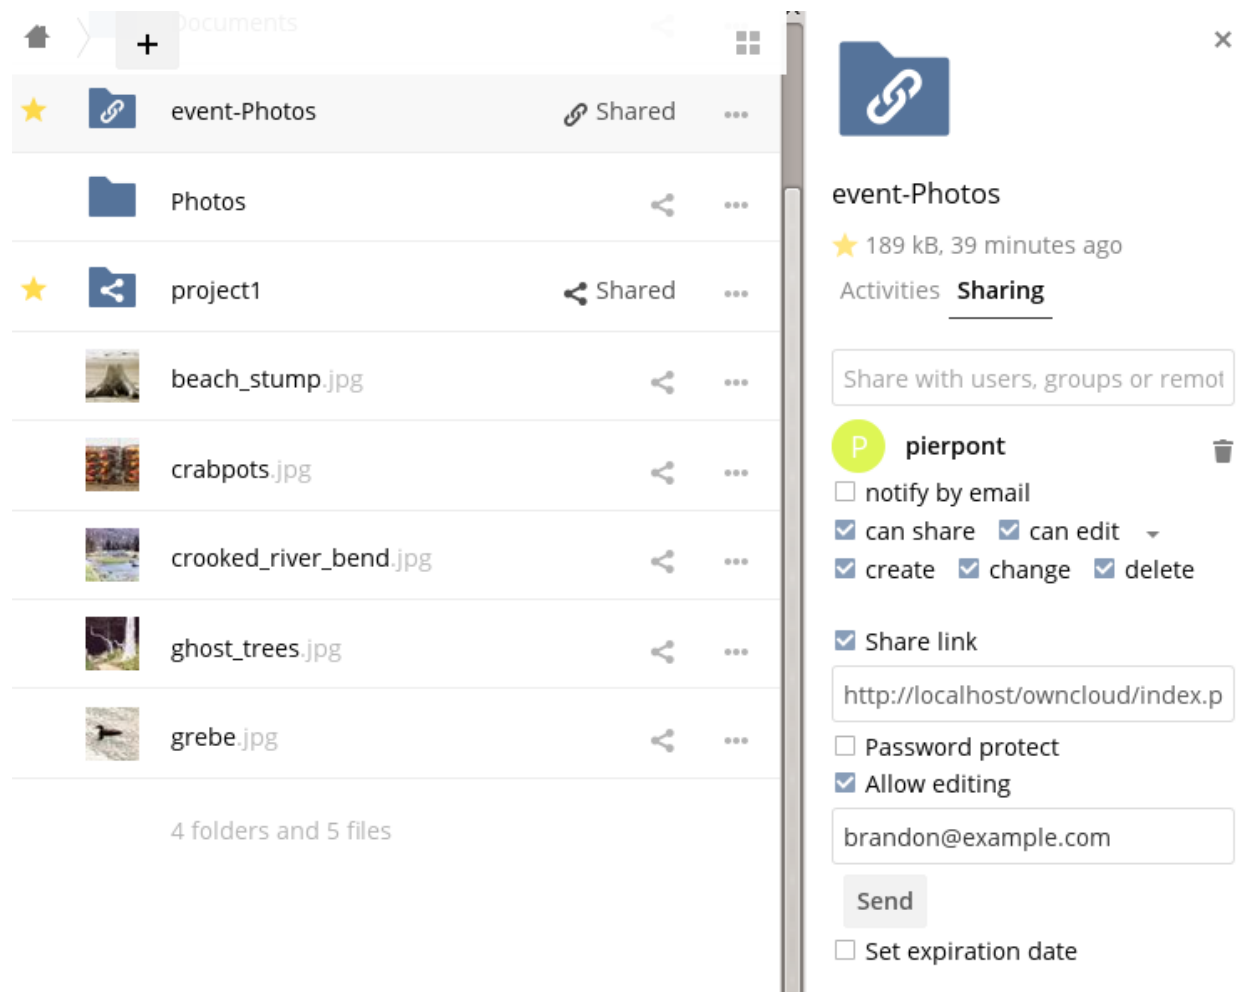 Documents
+
event-Photos Shared ...
Photos ...
project1 Shared ...
beach_stump.jpg ...
crabpots.jpg ...
crooked_river_bend.jpg ...
ghost_trees.jpg ...
grebe.jpg ...
4 folders and 5 files
event-Photos
189 kB, 39 minutes ago
Activities Sharing
Share with users, groups or remot
P pierpont
notify by email
can share can edit
create change delete
Share link
http://localhost/owncloud/index.p
Password protect
Allow editing
brandon@example.com
Send
Set expiration date